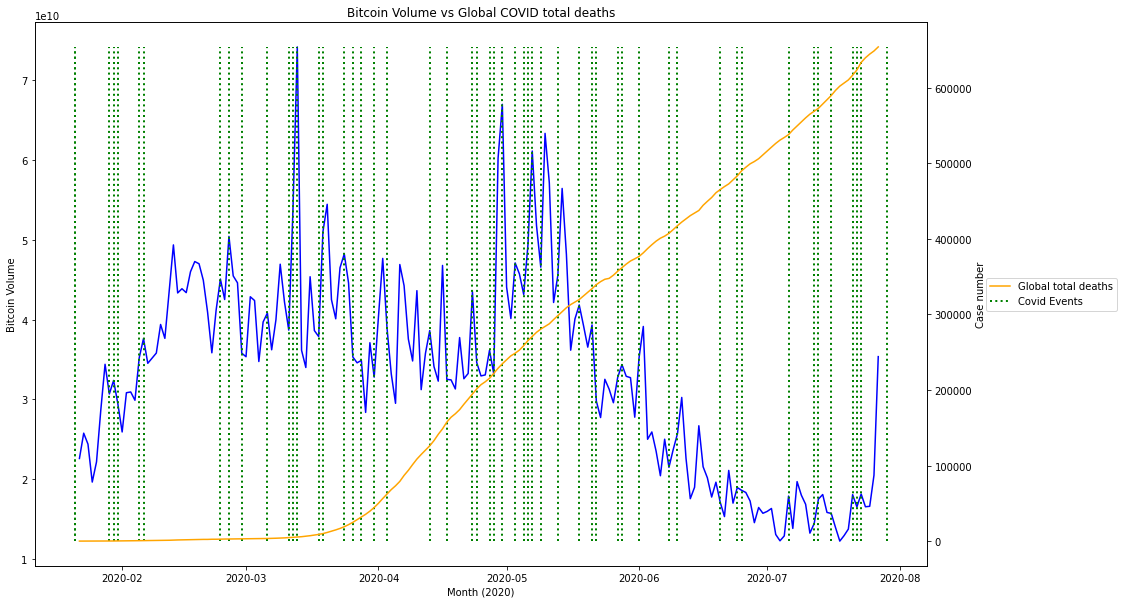 Bitcoin Volume vs Global COVID total deaths
1e10
7
6
5
4
3
2
1
Bitcoin Volume
600000
500000
400000
300000
200000
100000
0
Case number
Global total deaths
Covid Events
2020-02 2020-03 2020-04 2020-05 2020-06 2020-07 2020-08
Month (2020)